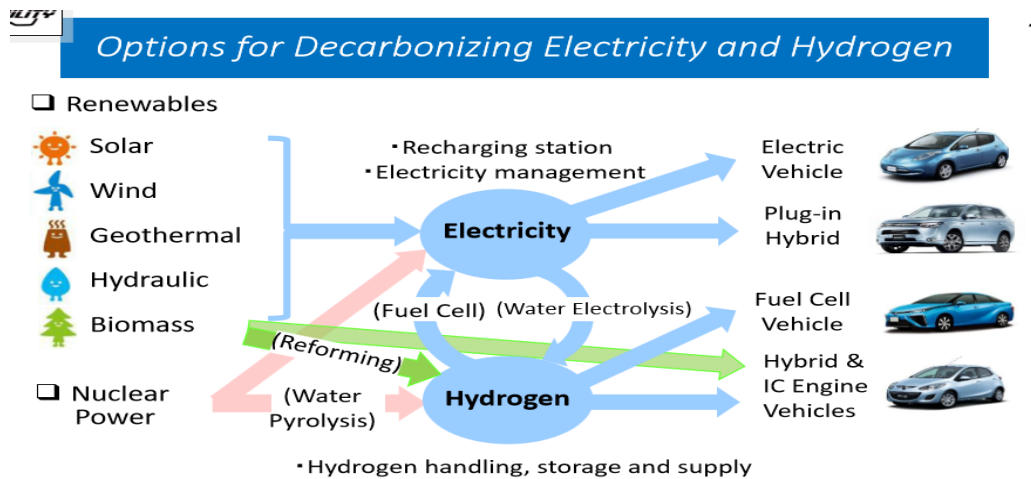 Options for Decarbonizing Electricity and Hydrogen
❑ Renewables
Solar
Wind
Geothermal
Hydraulic
Biomass
❑ Nuclear
Power
・Recharging station
・Electricity management
Electricity
(Fuel Cell)
(Water Electrolysis)
(Reforming)
(Water
Pyrolysis)
Hydrogen
・Hydrogen handling, storage and supply
Electric
Vehicle
Plug-in
Hybrid
Fuel Cell
Vehicle
Hybrid &
IC Engine
Vehicles